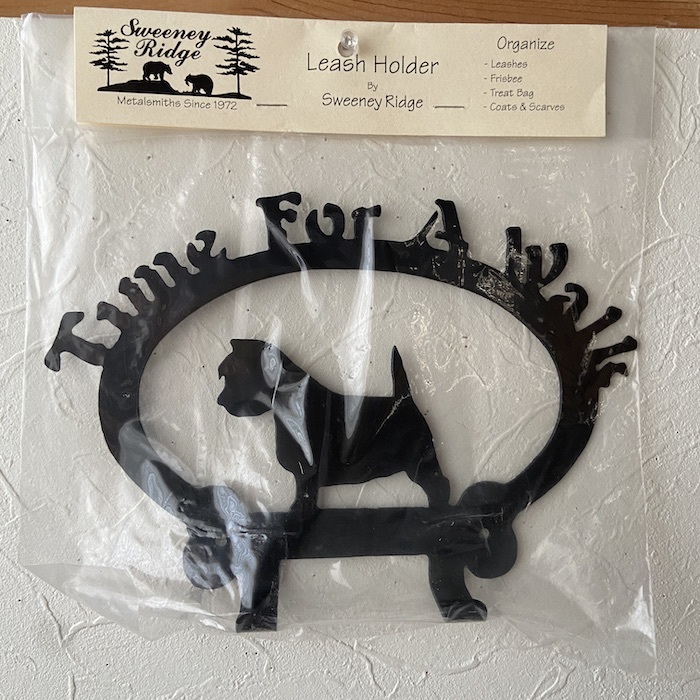 Sweeney
Ridge
Metalsmiths Since 1972
Leash Holder
By
Sweeney Ridge
Organize
- Leashes
- Frisbee
- Treat Bag
- Coats & Scarves
Time For A Walk